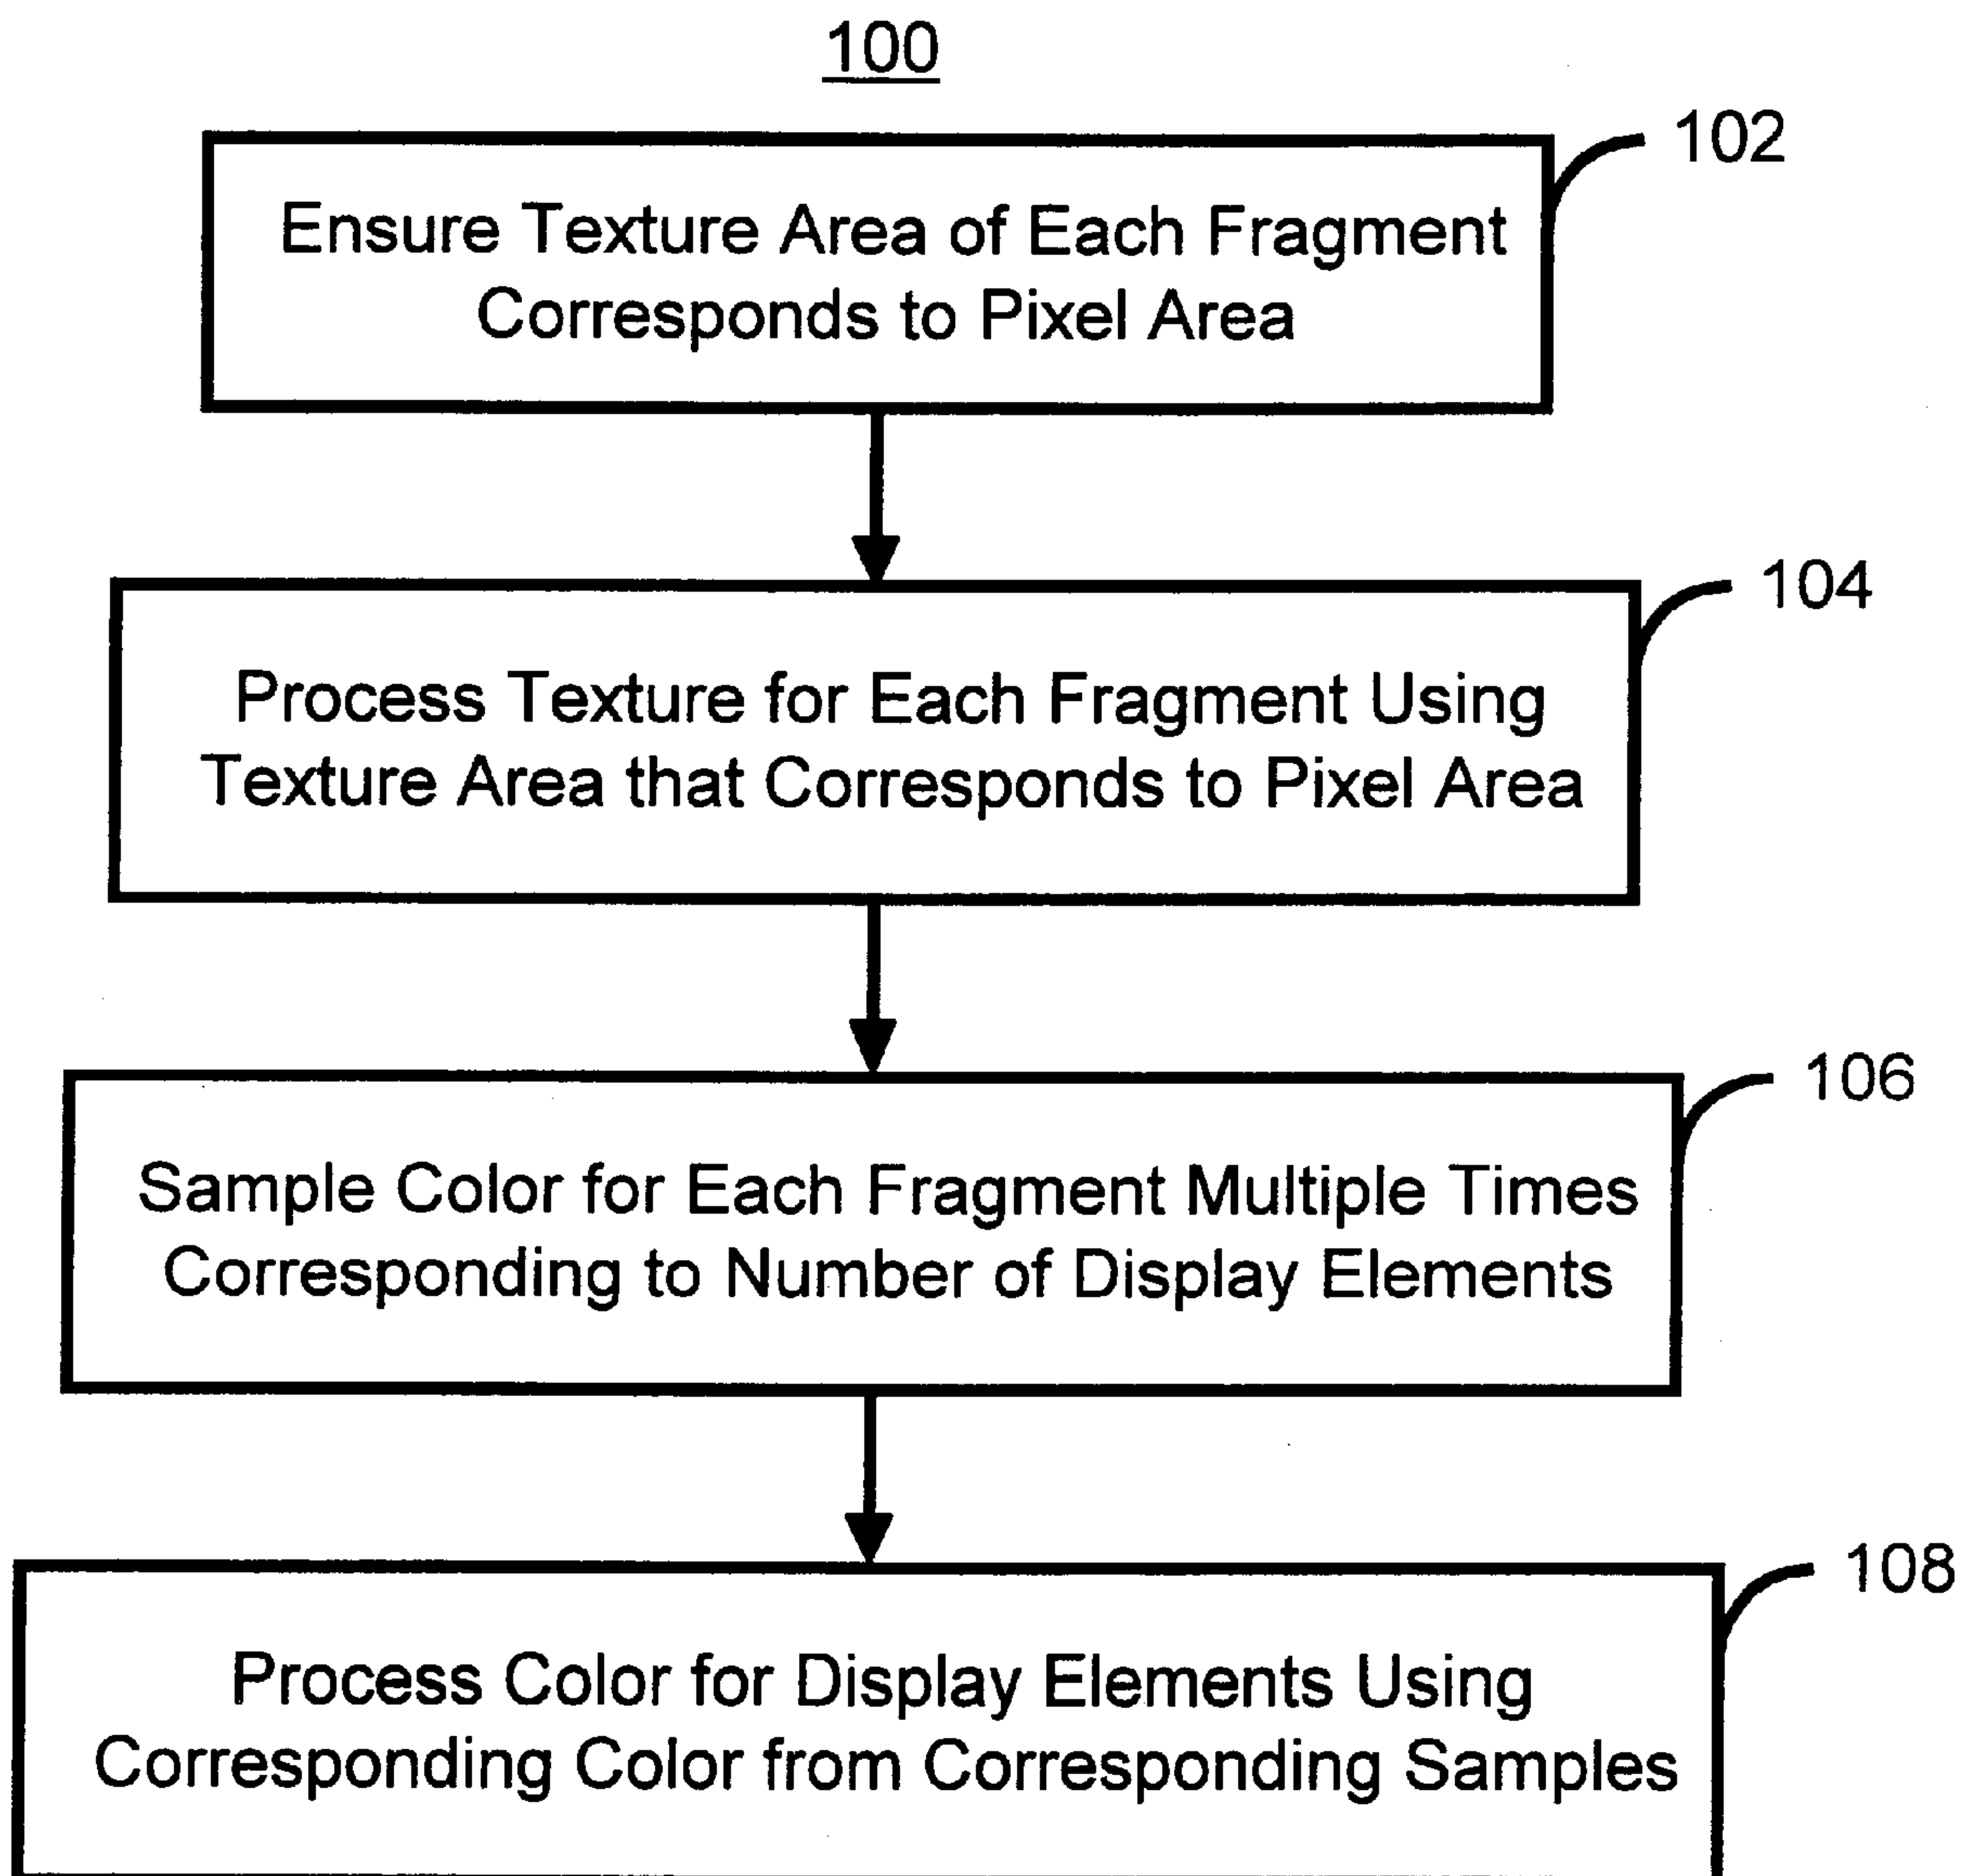 100
102
Ensure Texture Area of Each Fragment
Corresponds to Pixel Area
104
Process Texture for Each Fragment Using
Texture Area that Corresponds to Pixel Area
106
Sample Color for Each Fragment Multiple Times
Corresponding to Number of Display Elements
108
Process Color for Display Elements Using
Corresponding Color from Corresponding Samples